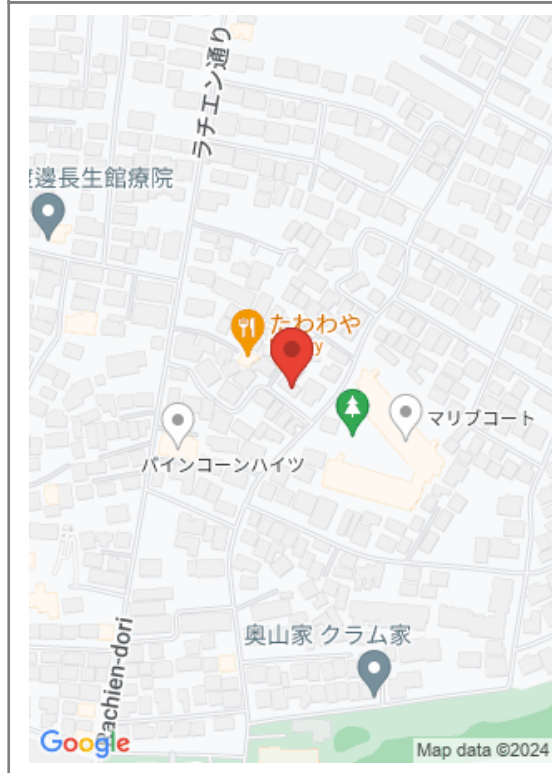 ラチエン通り
邊長生館療院
たわわや
パインコーンハイツ
マリブコート
奥山家 クラム家
achien-dori
Google
Map data ©2024